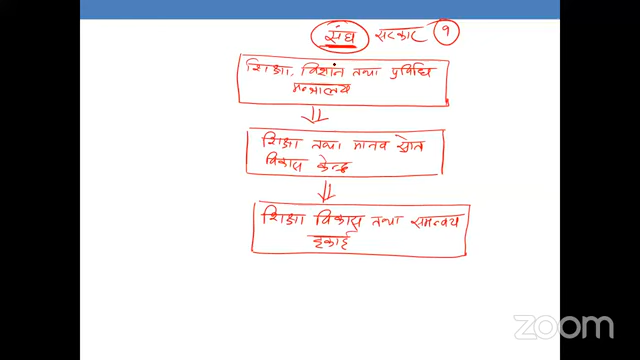 संघ सरकार १
शिक्षा, विज्ञान तथा प्रविधि
मन्त्रालय
शिक्षा तथा मानव स्रोत
विकास केन्द्र
शिक्षा विकास तथा समन्वय
इकाई
zoom